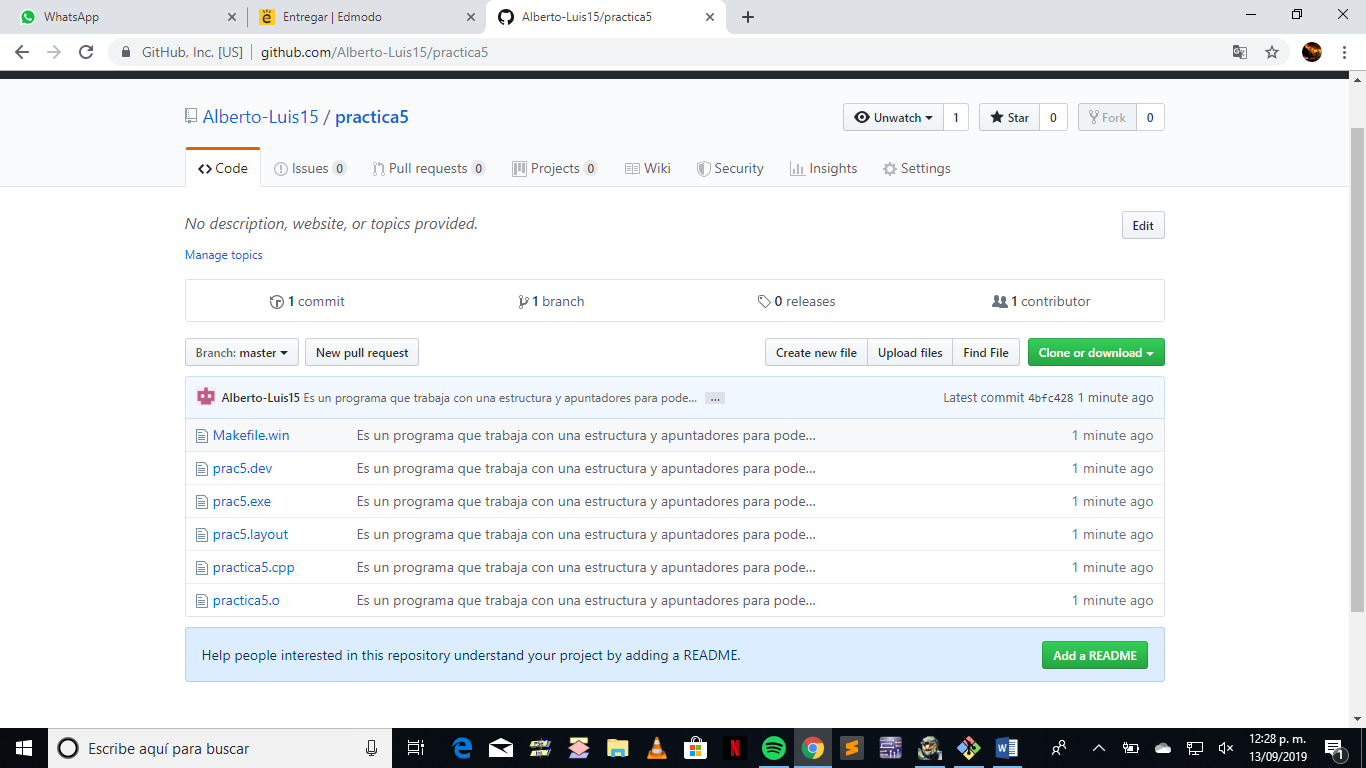 WhatsApp
Entregar | Edmodo
Alberto-Luis15/practica5
GitHub, Inc. [US] | github.com/Alberto-Luis15/practica5
Alberto-Luis15 / practica5
Unwatch 1
Star 0
Fork 0
Code
Issues 0
Pull requests 0
Projects 0
Wiki
Security
Insights
Settings
No description, website, or topics provided.
Edit
Manage topics
1 commit
1 branch
0 releases
1 contributor
Branch: master
New pull request
Create new file
Upload files
Find File
Clone or download
Alberto-Luis15 Es un programa que trabaja con una estructura y apuntadores para pode... ...
Latest commit 4bfc428 1 minute ago
Makefile.win Es un programa que trabaja con una estructura y apuntadores para pode... 1 minute ago
prac5.dev Es un programa que trabaja con una estructura y apuntadores para pode... 1 minute ago
prac5.exe Es un programa que trabaja con una estructura y apuntadores para pode... 1 minute ago
prac5.layout Es un programa que trabaja con una estructura y apuntadores para pode... 1 minute ago
practica5.cpp Es un programa que trabaja con una estructura y apuntadores para pode... 1 minute ago
practica5.o Es un programa que trabaja con una estructura y apuntadores para pode... 1 minute ago
Help people interested in this repository understand your project by adding a README.
Add a README
Escribe aquí para buscar
12:28 p. m.
13/09/2019
1